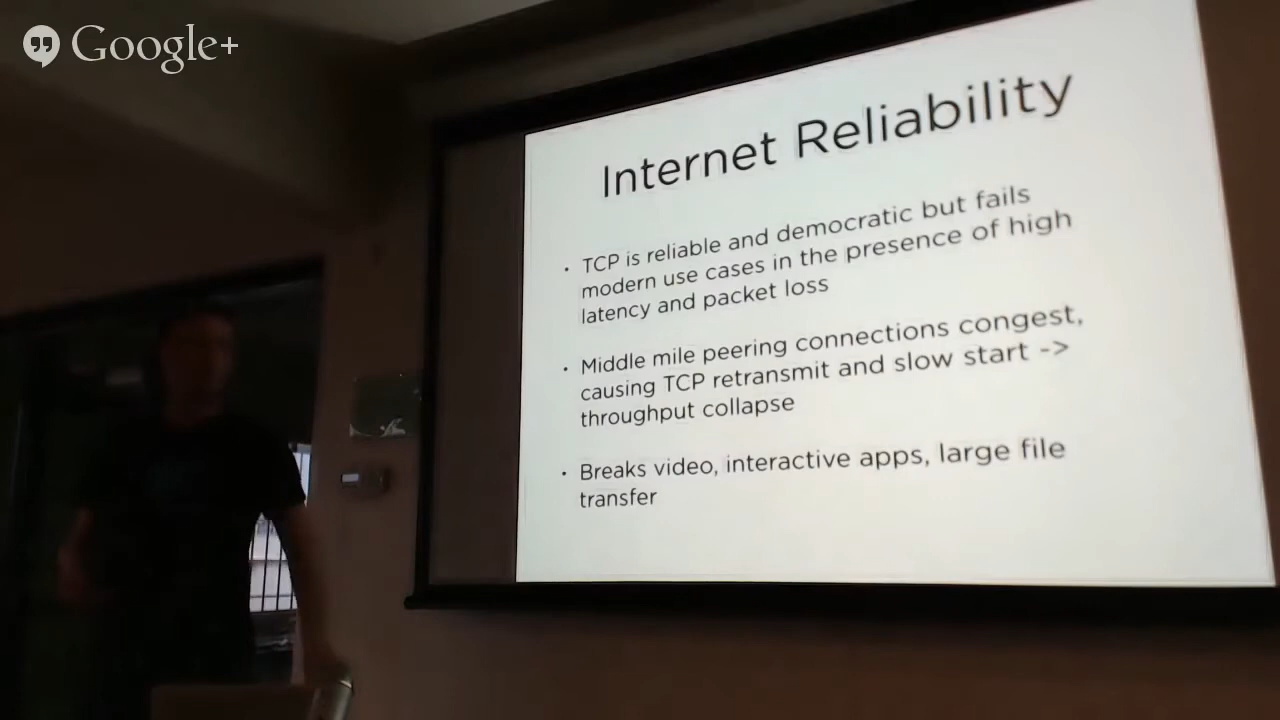 Google+
Internet Reliability
• TCP is reliable and democratic but fails
modern use cases in the presence of high
latency and packet loss
• Middle mile peering connections congest,
causing TCP retransmit and slow start ->
throughput collapse
• Breaks video, interactive apps, large file
transfer